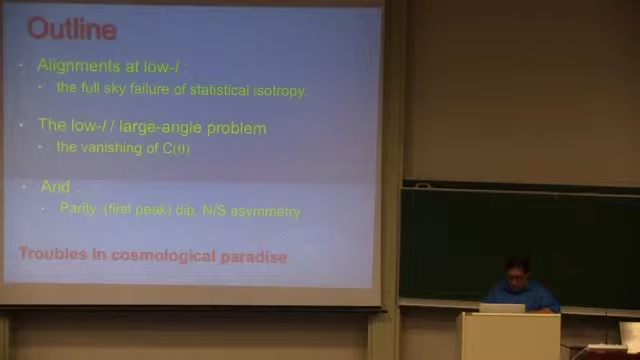 Outline
Alignments at low-l :
the full sky failure of statistical isotropy.
The low-l / large-angle problem
the vanishing of C(θ)
And ...
Parity, (first peak) dip, N/S asymmetry
Troubles in cosmological paradise